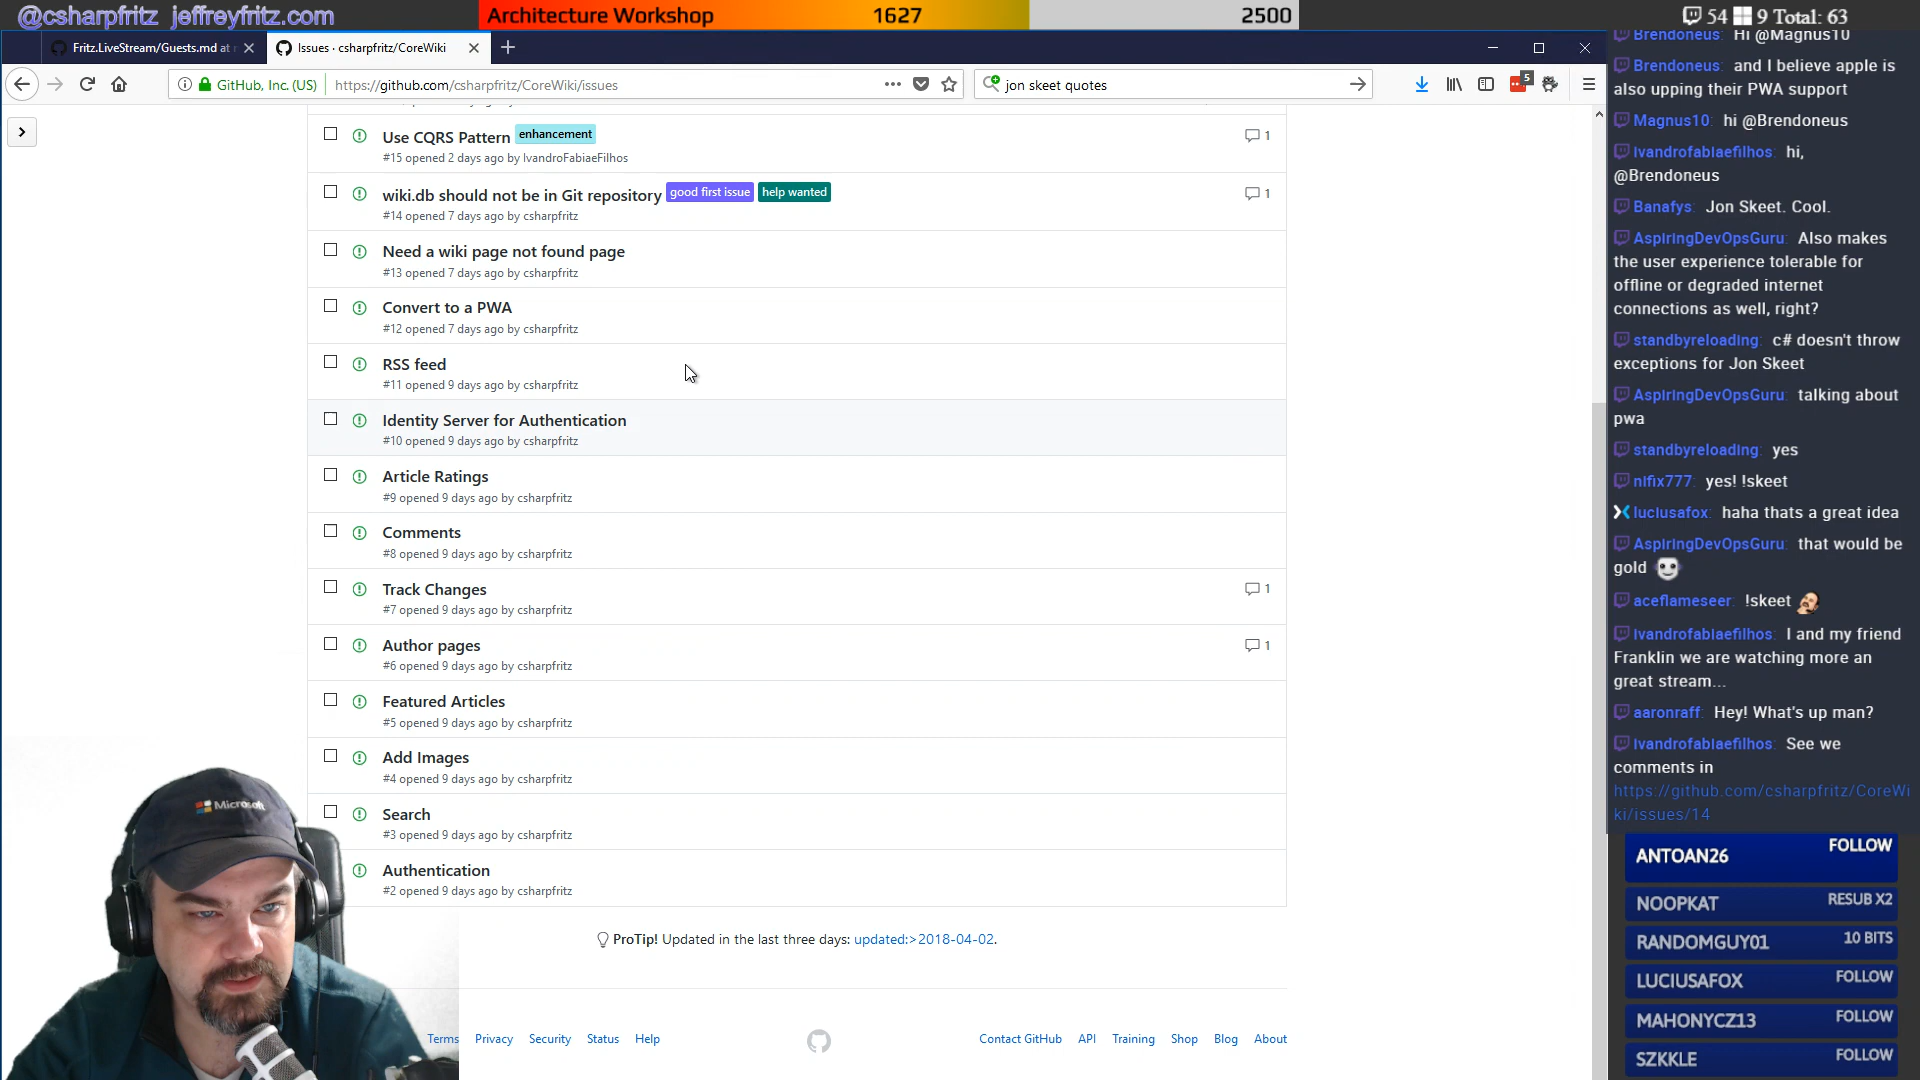 @csharpfritz jeffreyfritz.com
Architecture Workshop 1627 2500
54 9 Total: 63
Fritz.LiveStream/Guests.md at
Issues · csharpfritz/CoreWiki
GitHub, Inc. (US) https://github.com/csharpfritz/CoreWiki/issues
jon skeet quotes
5
Use CQRS Pattern enhancement 1
#15 opened 2 days ago by IvandroFabiaeFilhos
wiki.db should not be in Git repository good first issue help wanted 1
#14 opened 7 days ago by csharpfritz
Need a wiki page not found page
#13 opened 7 days ago by csharpfritz
Convert to a PWA
#12 opened 7 days ago by csharpfritz
RSS feed
#11 opened 9 days ago by csharpfritz
Identity Server for Authentication
#10 opened 9 days ago by csharpfritz
Article Ratings
#9 opened 9 days ago by csharpfritz
Comments
#8 opened 9 days ago by csharpfritz
Track Changes 1
#7 opened 9 days ago by csharpfritz
Author pages 1
#6 opened 9 days ago by csharpfritz
Featured Articles
#5 opened 9 days ago by csharpfritz
Add Images
#4 opened 9 days ago by csharpfritz
Search
#3 opened 9 days ago by csharpfritz
Authentication
#2 opened 9 days ago by csharpfritz
ProTip! Updated in the last three days: updated:>2018-04-02.
Terms Privacy Security Status Help
Contact GitHub API Training Shop Blog About
Microsoft
Brendoneus: Hi @Magnus10
Brendoneus: and I believe apple is
also upping their PWA support
Magnus10: hi @Brendoneus
ivandrofabiaefilhos: hi,
@Brendoneus
Banafys: Jon Skeet. Cool.
AspiringDevOpsGuru: Also makes
the user experience tolerable for
offline or degraded internet
connections as well, right?
standbyreloading: c# doesn't throw
exceptions for Jon Skeet
AspiringDevOpsGuru: talking about
pwa
standbyreloading: yes
nifix777: yes! !skeet
luciusafox: haha thats a great idea
AspiringDevOpsGuru: that would be
gold
aceflameseer: !skeet
ivandrofabiaefilhos: I and my friend
Franklin we are watching more an
great stream...
aaronraff: Hey! What's up man?
ivandrofabiaefilhos: See we
comments in
https://github.com/csharpfritz/CoreWi
ki/issues/14
ANTOAN26 FOLLOW
NOOPKAT RESUB X2
RANDOMGUY01 10 BITS
LUCIUSAFOX FOLLOW
MAHONYCZ13 FOLLOW
SZKKLE FOLLOW